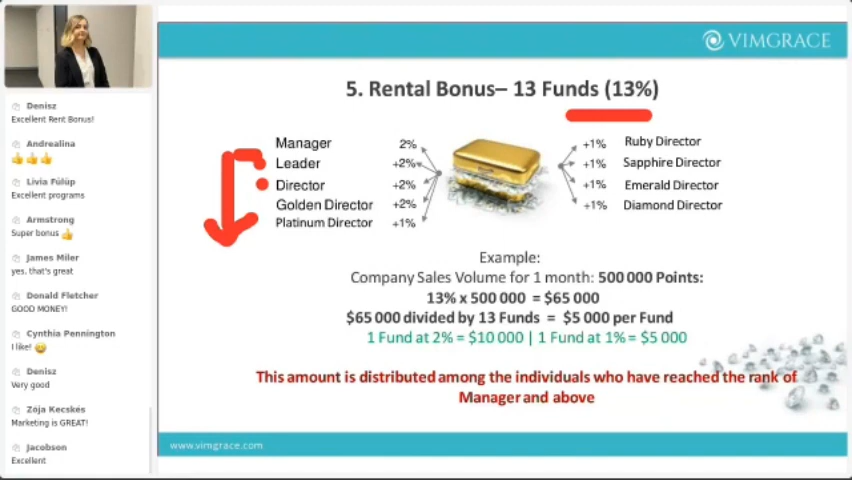 VIMGRACE
5. Rental Bonus– 13 Funds (13%)
Manager 2%
Leader +2%
Director +2%
Golden Director +2%
Platinum Director +1%
+1% Ruby Director
+1% Sapphire Director
+1% Emerald Director
+1% Diamond Director
Example:
Company Sales Volume for 1 month: 500 000 Points:
13% x 500 000 = $65 000
$65 000 divided by 13 Funds = $5 000 per Fund
1 Fund at 2% = $10 000 | 1 Fund at 1% = $5 000
This amount is distributed among the individuals who have reached the rank of
Manager and above
www.vimgrace.com
Denisz
Excellent Rent Bonus!
Andrealina
👍👍👍
Lívia Fülüp
Excellent programs
Armstrong
Super bonus 👍
James Miler
yes, that's great
Donald Fletcher
GOOD MONEY!
Cynthia Pennington
I like! 😄
Denisz
Very good
Zója Kecskés
Marketing is GREAT!
Jacobson
Excellent